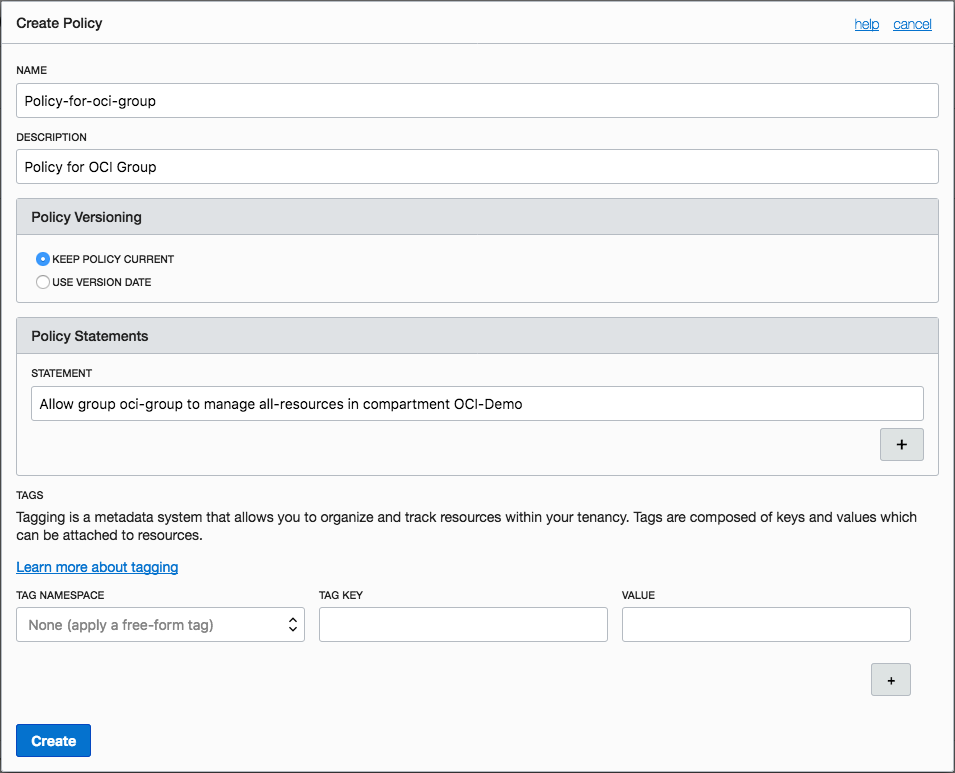 Create Policy
help cancel
NAME
Policy-for-oci-group
DESCRIPTION
Policy for OCI Group
Policy Versioning
KEEP POLICY CURRENT
USE VERSION DATE
Policy Statements
STATEMENT
Allow group oci-group to manage all-resources in compartment OCI-Demo
+
TAGS
Tagging is a metadata system that allows you to organize and track resources within your tenancy. Tags are composed of keys and values which
can be attached to resources.
Learn more about tagging
TAG NAMESPACE TAG KEY VALUE
None (apply a free-form tag)
+
Create